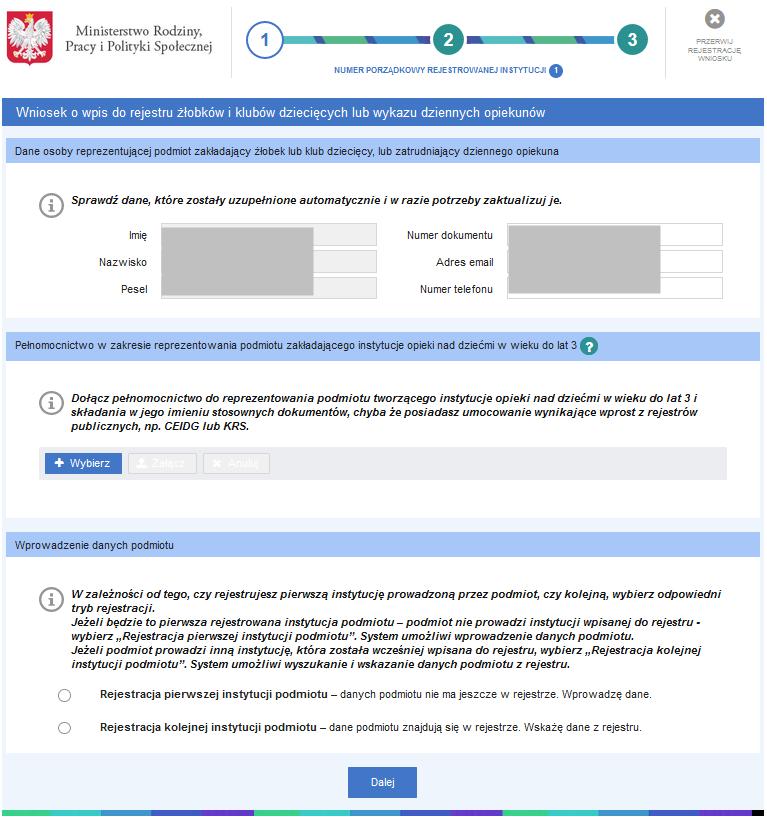 Ministerstwo Rodziny,
Pracy i Polityki Społecznej
1
2
3
NUMER PORZĄDKOWY REJESTROWANEJ INSTYTUCJI 1
PRZERWIJ
REJESTRACJĘ
WNIOSKU
Wniosek o wpis do rejestru żłobków i klubów dziecięcych lub wykazu dziennych opiekunów
Dane osoby reprezentującej podmiot zakładający żłobek lub klub dziecięcy, lub zatrudniający dziennego opiekuna
Sprawdź dane, które zostały uzupełnione automatycznie i w razie potrzeby zaktualizuj je.
Imię
Numer dokumentu
Nazwisko
Adres email
Pesel
Numer telefonu
Pełnomocnictwo w zakresie reprezentowania podmiotu zakładającego instytucje opieki nad dziećmi w wieku do lat 3 ?
Dołącz pełnomocnictwo do reprezentowania podmiotu tworzącego instytucje opieki nad dziećmi w wieku do lat 3 i
składania w jego imieniu stosownych dokumentów, chyba że posiadasz umocowanie wynikające wprost z rejestrów
publicznych, np. CEIDG lub KRS.
Wybierz Załącz Anuluj
Wprowadzenie danych podmiotu
W zależności od tego, czy rejestrujesz pierwszą instytucję prowadzoną przez podmiot, czy kolejną, wybierz odpowiedni
tryb rejestracji.
Jeżeli będzie to pierwsza rejestrowana instytucja podmiotu – podmiot nie prowadzi instytucji wpisanej do rejestru -
wybierz „Rejestracja pierwszej instytucji podmiotu”. System umożliwi wprowadzenie danych podmiotu.
Jeżeli podmiot prowadzi inną instytucję, która została wcześniej wpisana do rejestru, wybierz „Rejestracja kolejnej
instytucji podmiotu”. System umożliwi wyszukanie i wskazanie danych podmiotu z rejestru.
Rejestracja pierwszej instytucji podmiotu – danych podmiotu nie ma jeszcze w rejestrze. Wprowadzę dane.
Rejestracja kolejnej instytucji podmiotu – dane podmiotu znajdują się w rejestrze. Wskażę dane z rejestru.
Dalej